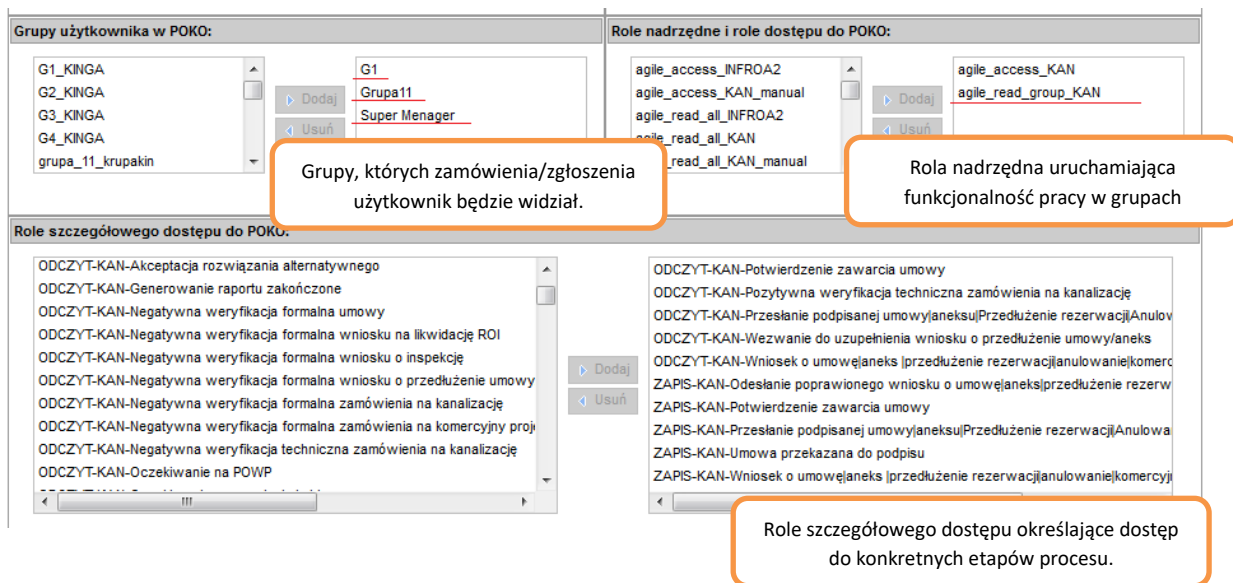 Grupy użytkownika w POKO:
G1_KINGA
G2_KINGA
G3_KINGA
G4_KINGA
grupa_11_krupakin
Dodaj
Usuń
G1
Grupa11
Super Menager
Grupy, których zamówienia/zgłoszenia
użytkownik będzie widział.
Role nadrzędne i role dostępu do POKO:
agile_access_INFROA2
agile_access_KAN_manual
agile_read_all_INFROA2
agile_read_all_KAN
_read_all_KAN_manual
Dodaj
Usuń
agile_access_KAN
agile_read_group_KAN
Rola nadrzędna uruchamiająca
funkcjonalność pracy w grupach
Role szczegółowego dostępu do POKO:
ODCZYT-KAN-Akceptacja rozwiązania alternatywnego
ODCZYT-KAN-Generowanie raportu zakończone
ODCZYT-KAN-Negatywna weryfikacja formalna umowy
ODCZYT-KAN-Negatywna weryfikacja formalna wniosku na likwidację ROI
ODCZYT-KAN-Negatywna weryfikacja formalna wniosku o inspekcję
ODCZYT-KAN-Negatywna weryfikacja formalna wniosku o przedłużenie umowy
ODCZYT-KAN-Negatywna weryfikacja formalna zamówienia na kanalizację
ODCZYT-KAN-Negatywna weryfikacja formalna zamówienia na komercyjny proj
ODCZYT-KAN-Negatywna weryfikacja techniczna zamówienia na kanalizację
ODCZYT-KAN-Oczekiwanie na POWP
Dodaj
Usuń
ODCZYT-KAN-Potwierdzenie zawarcia umowy
ODCZYT-KAN-Pozytywna weryfikacja techniczna zamówienia na kanalizację
ODCZYT-KAN-Przesłanie podpisanej umowy|aneksu|Przedłużenie rezerwacji|Anulow
ODCZYT-KAN-Wezwanie do uzupełnienia wniosku o przedłużenie umowy/aneks
ODCZYT-KAN-Wniosek o umowę|aneks |przedłużenie rezerwacji|anulowanie|komerc
ZAPIS-KAN-Odesłanie poprawionego wniosku o umowę|aneks|przedłużenie rezerw
ZAPIS-KAN-Potwierdzenie zawarcia umowy
ZAPIS-KAN-Przesłanie podpisanej umowy|aneksu|Przedłużenie rezerwacji|Anulowa
ZAPIS-KAN-Umowa przekazana do podpisu
ZAPIS-KAN-Wniosek o umowę|aneks |przedłużenie rezerwacji|anulowanie|komercyj
Role szczegółowego dostępu określające dostęp
do konkretnych etapów procesu.